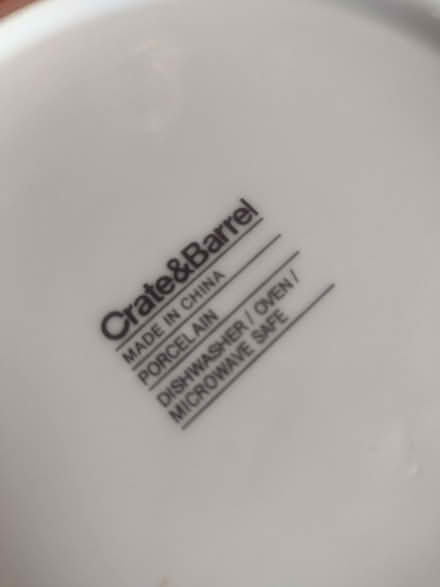 Crate&Barrel
MADE IN CHINA
PORCELAIN
DISHWASHER / OVEN /
MICROWAVE SAFE